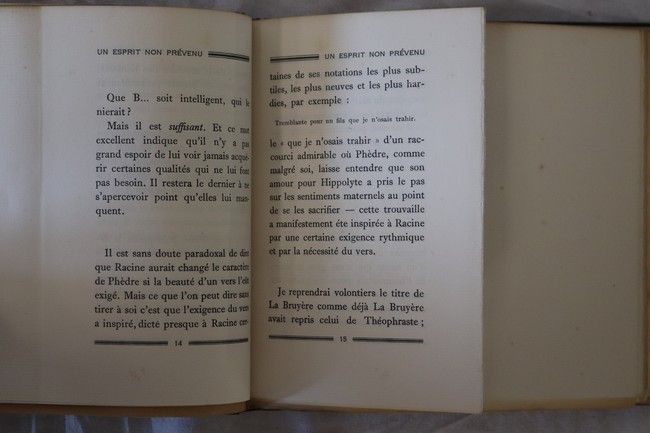 UN ESPRIT NON PRÉVENU
Que B... soit intelligent, qui le
nierait ?
Mais il est suffisant. Et ce mot
excellent indique qu'il n'y a pas
grand espoir de lui voir jamais acqué-
rir certaines qualités qui ne lui font
pas besoin. Il restera le dernier à ne
s'apercevoir point qu'elles lui man-
quent.
Il est sans doute paradoxal de dire
que Racine aurait changé le caractère
de Phèdre si la beauté d'un vers l'eût
exigé. Mais ce que l'on peut dire sans
tirer à soi c'est que l'exigence du vers
a inspiré, dicté presque à Racine cer-
14
UN ESPRIT NON PRÉVENU
taines de ses notations les plus sub-
tiles, les plus neuves et les plus har-
dies, par exemple :
Tremblante pour un fils que je n'osais trahir.
le « que je n'osais trahir » d'un rac-
courci admirable où Phèdre, comme
malgré soi, laisse entendre que son
amour pour Hippolyte a pris le pas
sur les sentiments maternels au point
de se les sacrifier — cette trouvaille
a manifestement éte inspirée à Racine
par une certaine exigence rythmique
et par la nécessité du vers.
Je reprendrai volontiers le titre de
La Bruyère comme déjà La Bruyère
avait repris celui de Théophraste ;
15